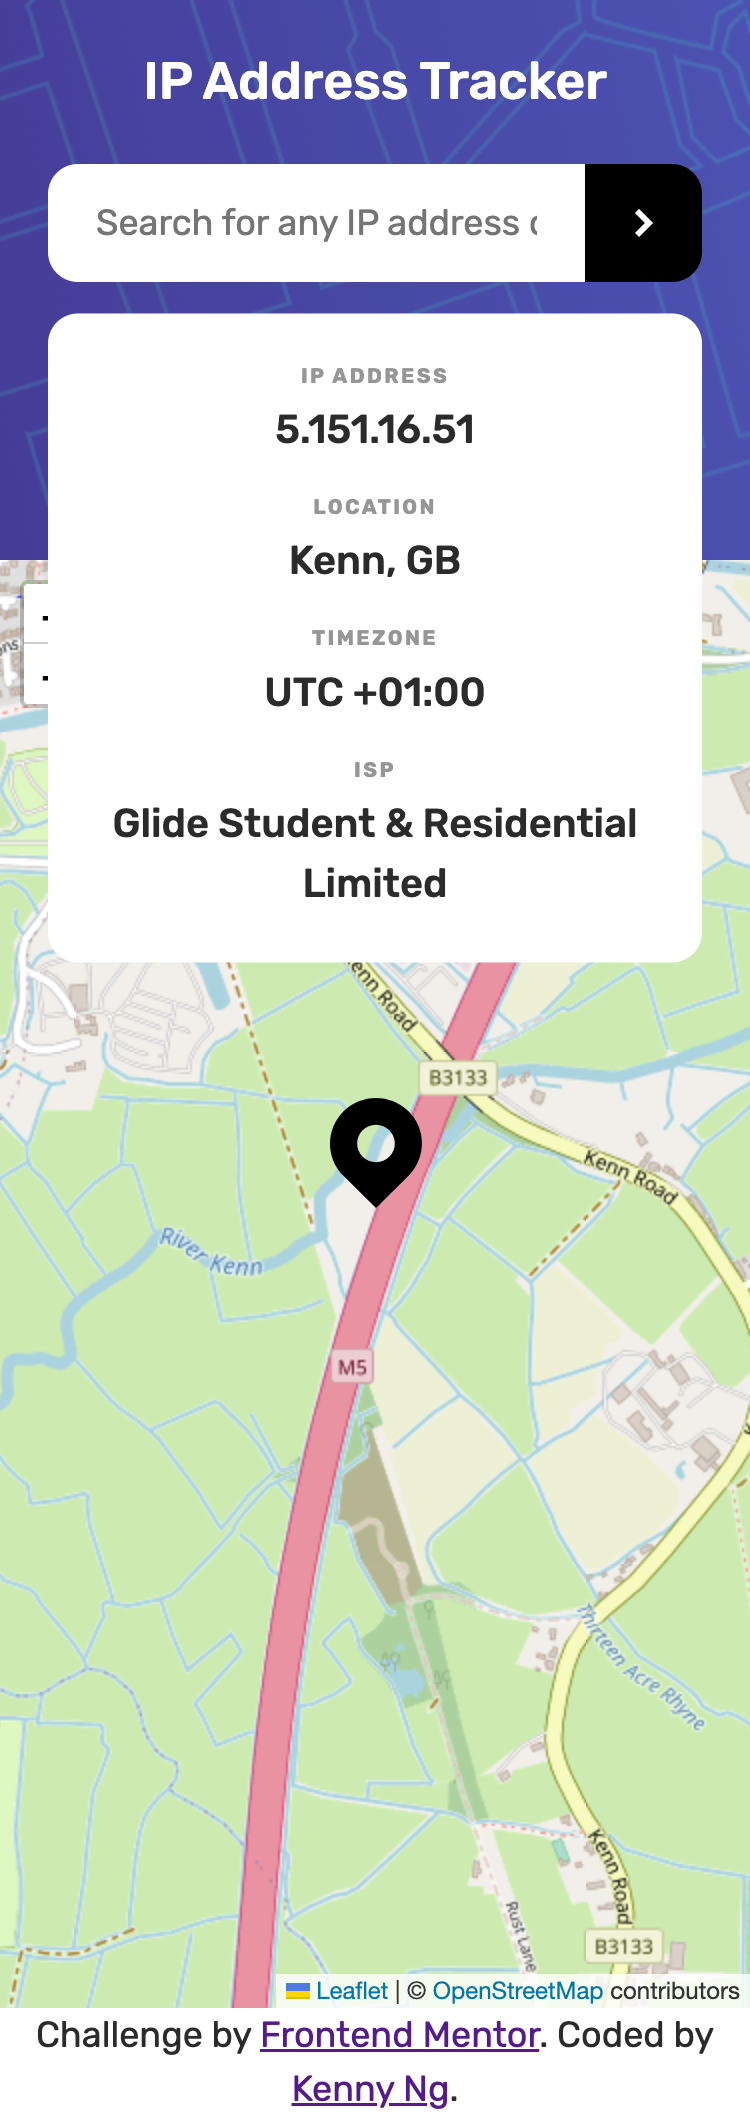 IP Address Tracker
Search for any IP address
IP ADDRESS
5.151.16.51
LOCATION
Kenn, GB
TIMEZONE
UTC +01:00
ISP
Glide Student & Residential
Limited
enn Road
B3133
Kenn Road
River Kenn
M5
Thirteen Acre Rhyne
Kenn Road
Rust Lane
B3133
Leaflet | © OpenStreetMap contributors
Challenge by Frontend Mentor. Coded by
Kenny Ng.